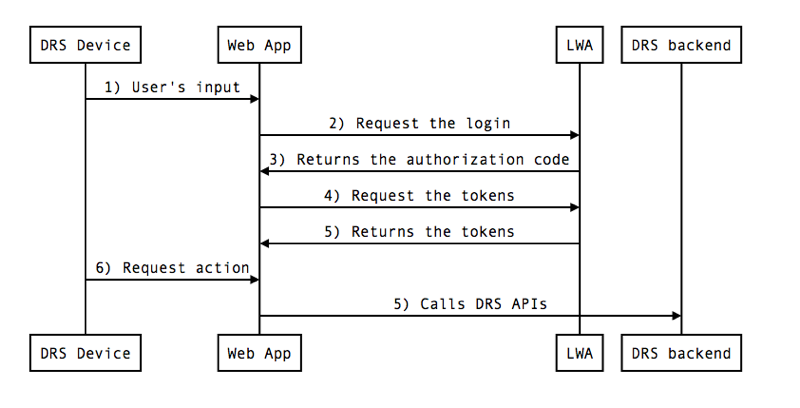 DRS Device Web App LWA DRS backend
1) User's input
2) Request the login
3) Returns the authorization code
4) Request the tokens
5) Returns the tokens
6) Request action
5) Calls DRS APIs
DRS Device Web App LWA DRS backend